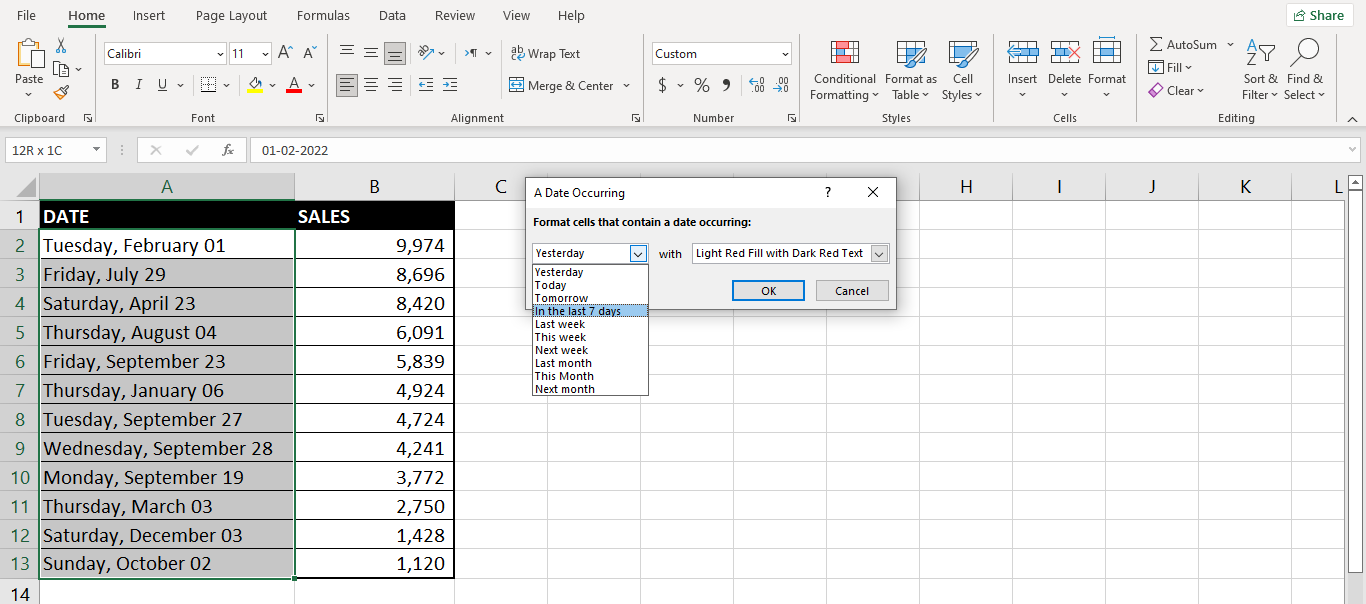 File Home Insert Page Layout Formulas Data Review View Help Share
Calibri 11 A A ab Wrap Text Custom AutoSum
Paste Conditional Format as Cell Insert Delete Format Fill Sort & Find &
B I U A Merge & Center $ % Formatting Table Styles Clear Filter Select
Clipboard Font Alignment Number Styles Cells Editing
12R x 1C fx 01-02-2022
A B C H I J K L
1 DATE SALES
2 Tuesday, February 01 9,974
3 Friday, July 29 8,696
4 Saturday, April 23 8,420
5 Thursday, August 04 6,091
6 Friday, September 23 5,839
7 Thursday, January 06 4,924
8 Tuesday, September 27 4,724
9 Wednesday, September 28 4,241
10 Monday, September 19 3,772
11 Thursday, March 03 2,750
12 Saturday, December 03 1,428
13 Sunday, October 02 1,120
14
A Date Occurring ?
Format cells that contain a date occurring:
Yesterday with Light Red Fill with Dark Red Text
Yesterday
Today
Tomorrow
In the last 7 days
Last week
This week
Next week
Last month
This Month
Next month
OK Cancel